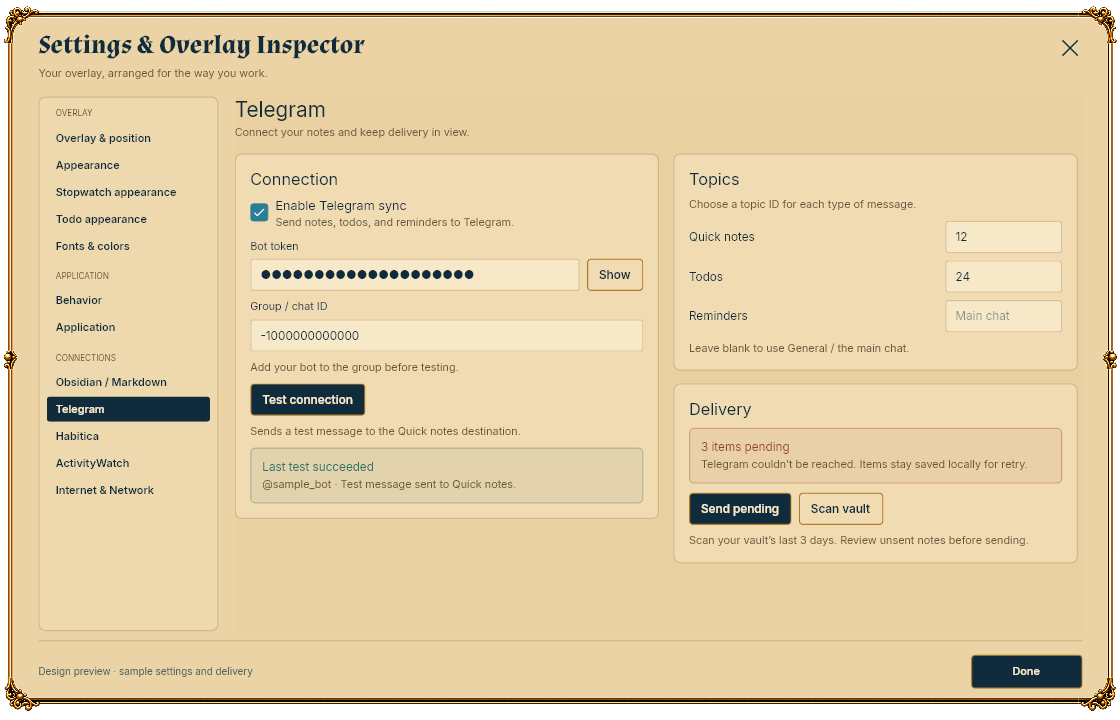 Settings & Overlay Inspector
Your overlay, arranged for the way you work.
OVERLAY
Overlay & position
Appearance
Stopwatch appearance
Todo appearance
Fonts & colors
APPLICATION
Behavior
Application
CONNECTIONS
Obsidian / Markdown
Telegram
Habitica
ActivityWatch
Internet & Network
Telegram
Connect your notes and keep delivery in view.
Connection
Enable Telegram sync
Send notes, todos, and reminders to Telegram.
Bot token
●●●●●●●●●●●●●●●●●●●●
Show
Group / chat ID
-1000000000000
Add your bot to the group before testing.
Test connection
Sends a test message to the Quick notes destination.
Last test succeeded
@sample_bot · Test message sent to Quick notes.
Topics
Choose a topic ID for each type of message.
Quick notes
12
Todos
24
Reminders
Main chat
Leave blank to use General / the main chat.
Delivery
3 items pending
Telegram couldn't be reached. Items stay saved locally for retry.
Send pending
Scan vault
Scan your vault's last 3 days. Review unsent notes before sending.
Design preview · sample settings and delivery
Done